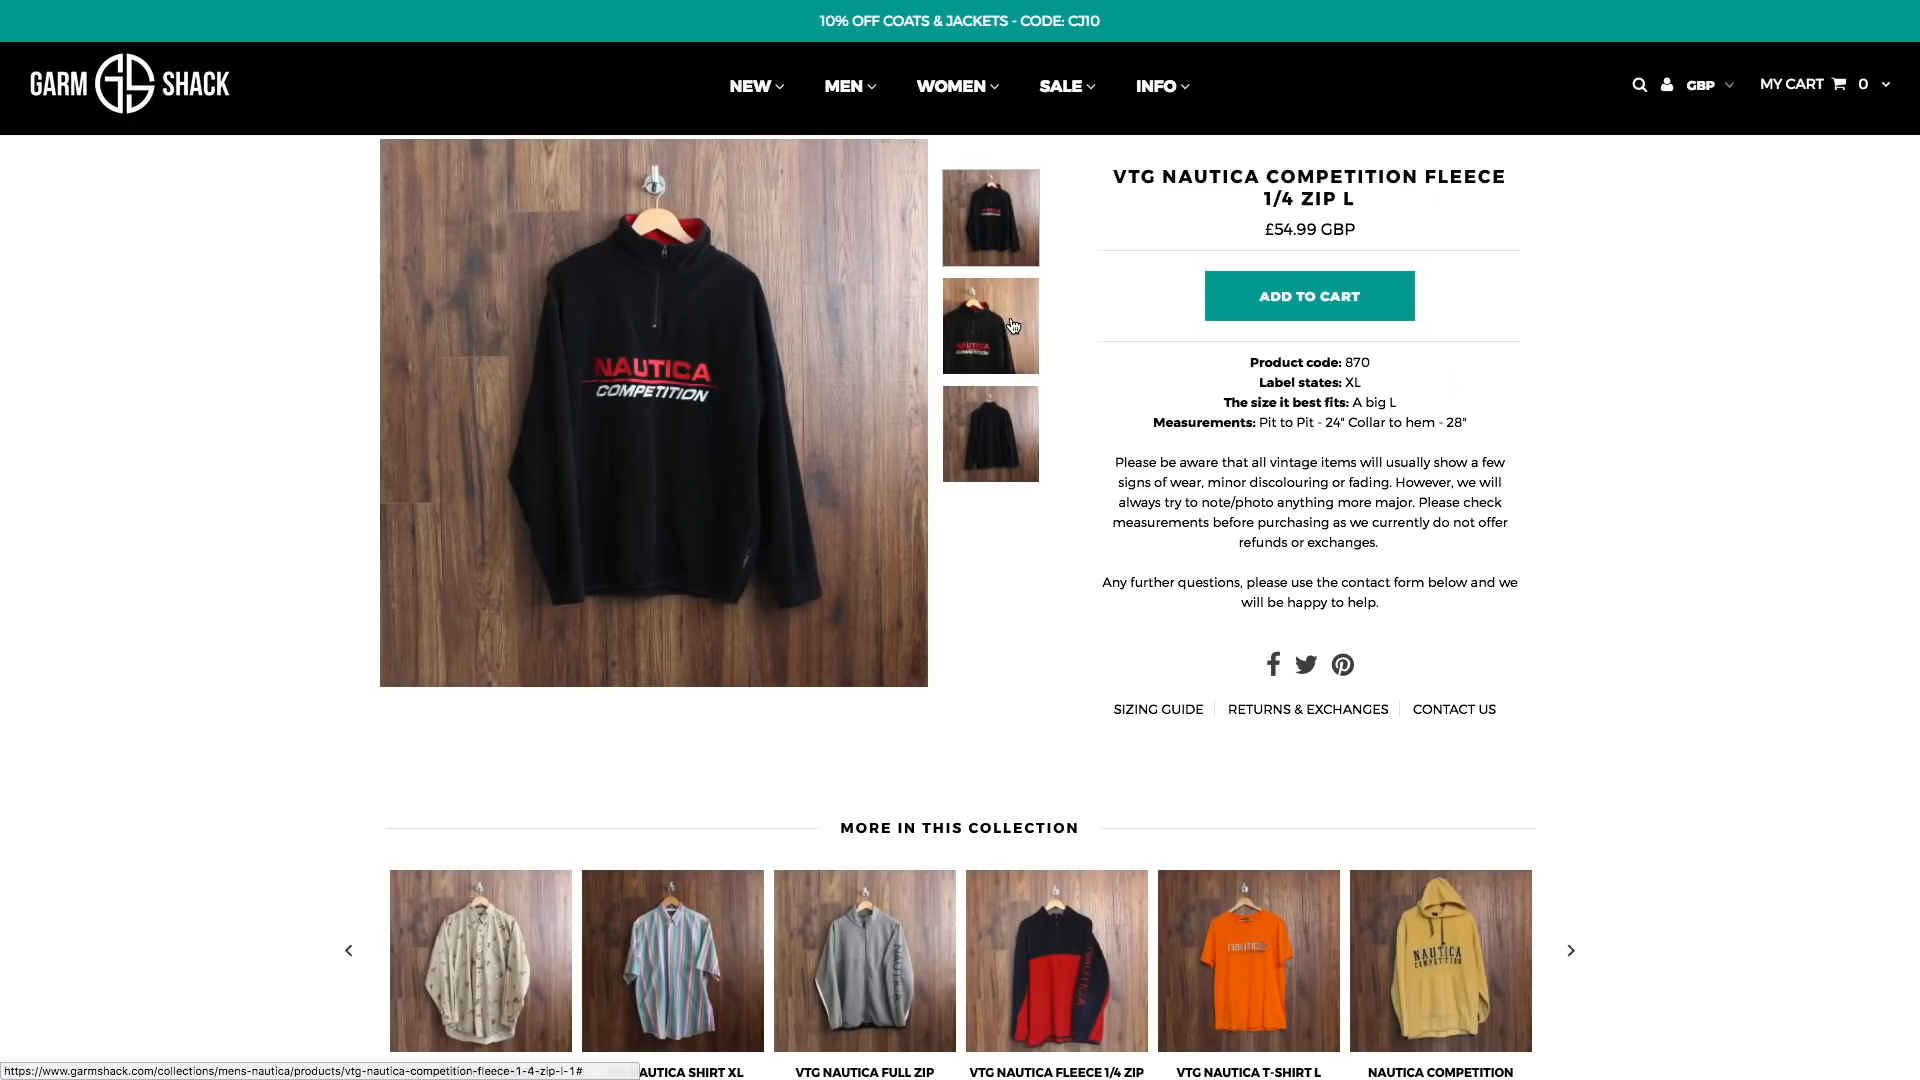 10% OFF COATS & JACKETS - CODE: CJ10
GARM GS SHACK
NEW
MEN
WOMEN
SALE
INFO
GBP
MY CART
0
NAUTICA
COMPETITION
VTG NAUTICA COMPETITION FLEECE
1/4 ZIP L
£54.99 GBP
ADD TO CART
Product code: 870
Label states: XL
The size it best fits: A big L
Measurements: Pit to Pit - 24" Collar to hem - 28"
Please be aware that all vintage items will usually show a few
signs of wear, minor discolouring or fading. However, we will
always try to note/photo anything more major. Please check
measurements before purchasing as we currently do not offer
refunds or exchanges.
Any further questions, please use the contact form below and we
will be happy to help.
SIZING GUIDE
RETURNS & EXCHANGES
CONTACT US
MORE IN THIS COLLECTION
NAUTICA
NAUTICA
nautica
NAUTICA
COMPETITION
NAUTICA SHIRT XL
VTG NAUTICA FULL ZIP
VTG NAUTICA FLEECE 1/4 ZIP
VTG NAUTICA T-SHIRT L
NAUTICA COMPETITION
https://www.garmshack.com/collections/mens-nautica/products/vtg-nautica-competition-fleece-1-4-zip-l-1#